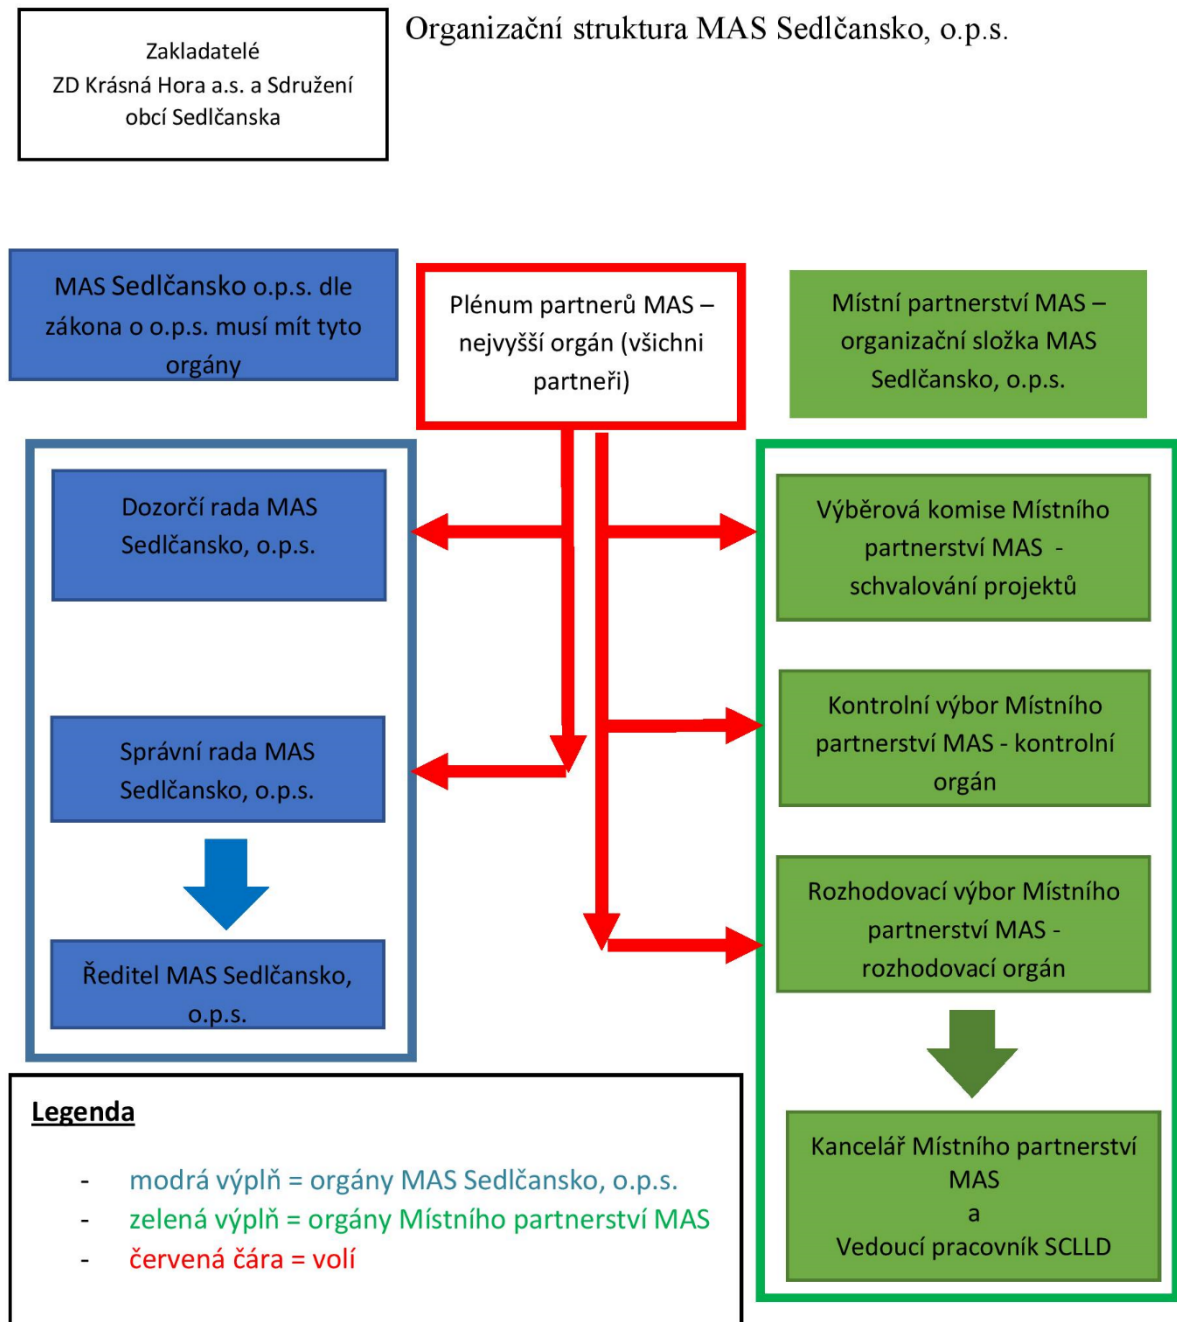 Organizační struktura MAS Sedlčansko, o.p.s.
Zakladatelé
ZD Krásná Hora a.s. a Sdružení
obcí Sedlčanska
MAS Sedlčansko o.p.s. dle
zákona o o.p.s. musí mít tyto
orgány
Plénum partnerů MAS –
nejvyšší orgán (všichni
partneři)
Místní partnerství MAS –
organizační složka MAS
Sedlčansko, o.p.s.
Dozorčí rada MAS
Sedlčansko, o.p.s.
Správní rada MAS
Sedlčansko, o.p.s.
Ředitel MAS Sedlčansko,
o.p.s.
Výběrová komise Místního
partnerství MAS  -
schvalování projektů
Kontrolní výbor Místního
partnerství MAS - kontrolní
orgán
Rozhodovací výbor Místního
partnerství MAS -
rozhodovací orgán
Kancelář Místního partnerství
MAS
a
Vedoucí pracovník SCLLD
Legenda
- modrá výplň = orgány MAS Sedlčansko, o.p.s.
- zelená výplň = orgány Místního partnerství MAS
- červená čára = volí